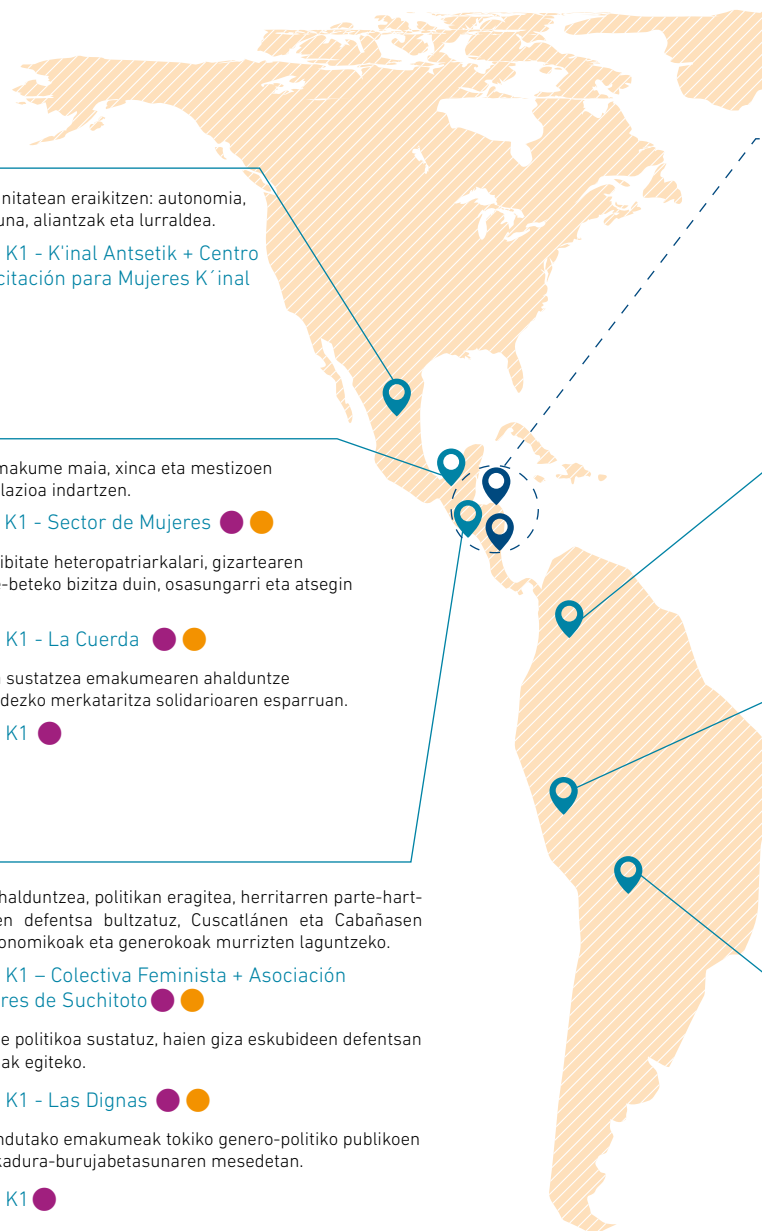 nitatean eraikitzen: autonomia,
una, aliantzak eta lurraldea.
K1 - K'inal Antsetik + Centro
citación para Mujeres K´inal
makume maia, xinca eta mestizoen
lazioa indartzen.
K1 - Sector de Mujeres
ibitate heteropatriarkalari, gizartearen
e-beteko bizitza duin, osasungarri eta atsegin
K1 - La Cuerda
n sustatzea emakumearen ahalduntze
dezko merkataritza solidarioaren esparruan.
K1
halduntzea, politikan eragitea, herritarren parte-hart-
en defentsa bultzatuz, Cuscatlánen eta Cabañasen
onomikoak eta generokoak murrizten laguntzeko.
K1 – Colectiva Feminista + Asociación
res de Suchitoto
e politikoa sustatuz, haien giza eskubideen defentsan
ak egiteko.
K1 - Las Dignas
ndutako emakumeak tokiko genero-politiko publikoen
kadura-burujabetasunaren mesedetan.
K1